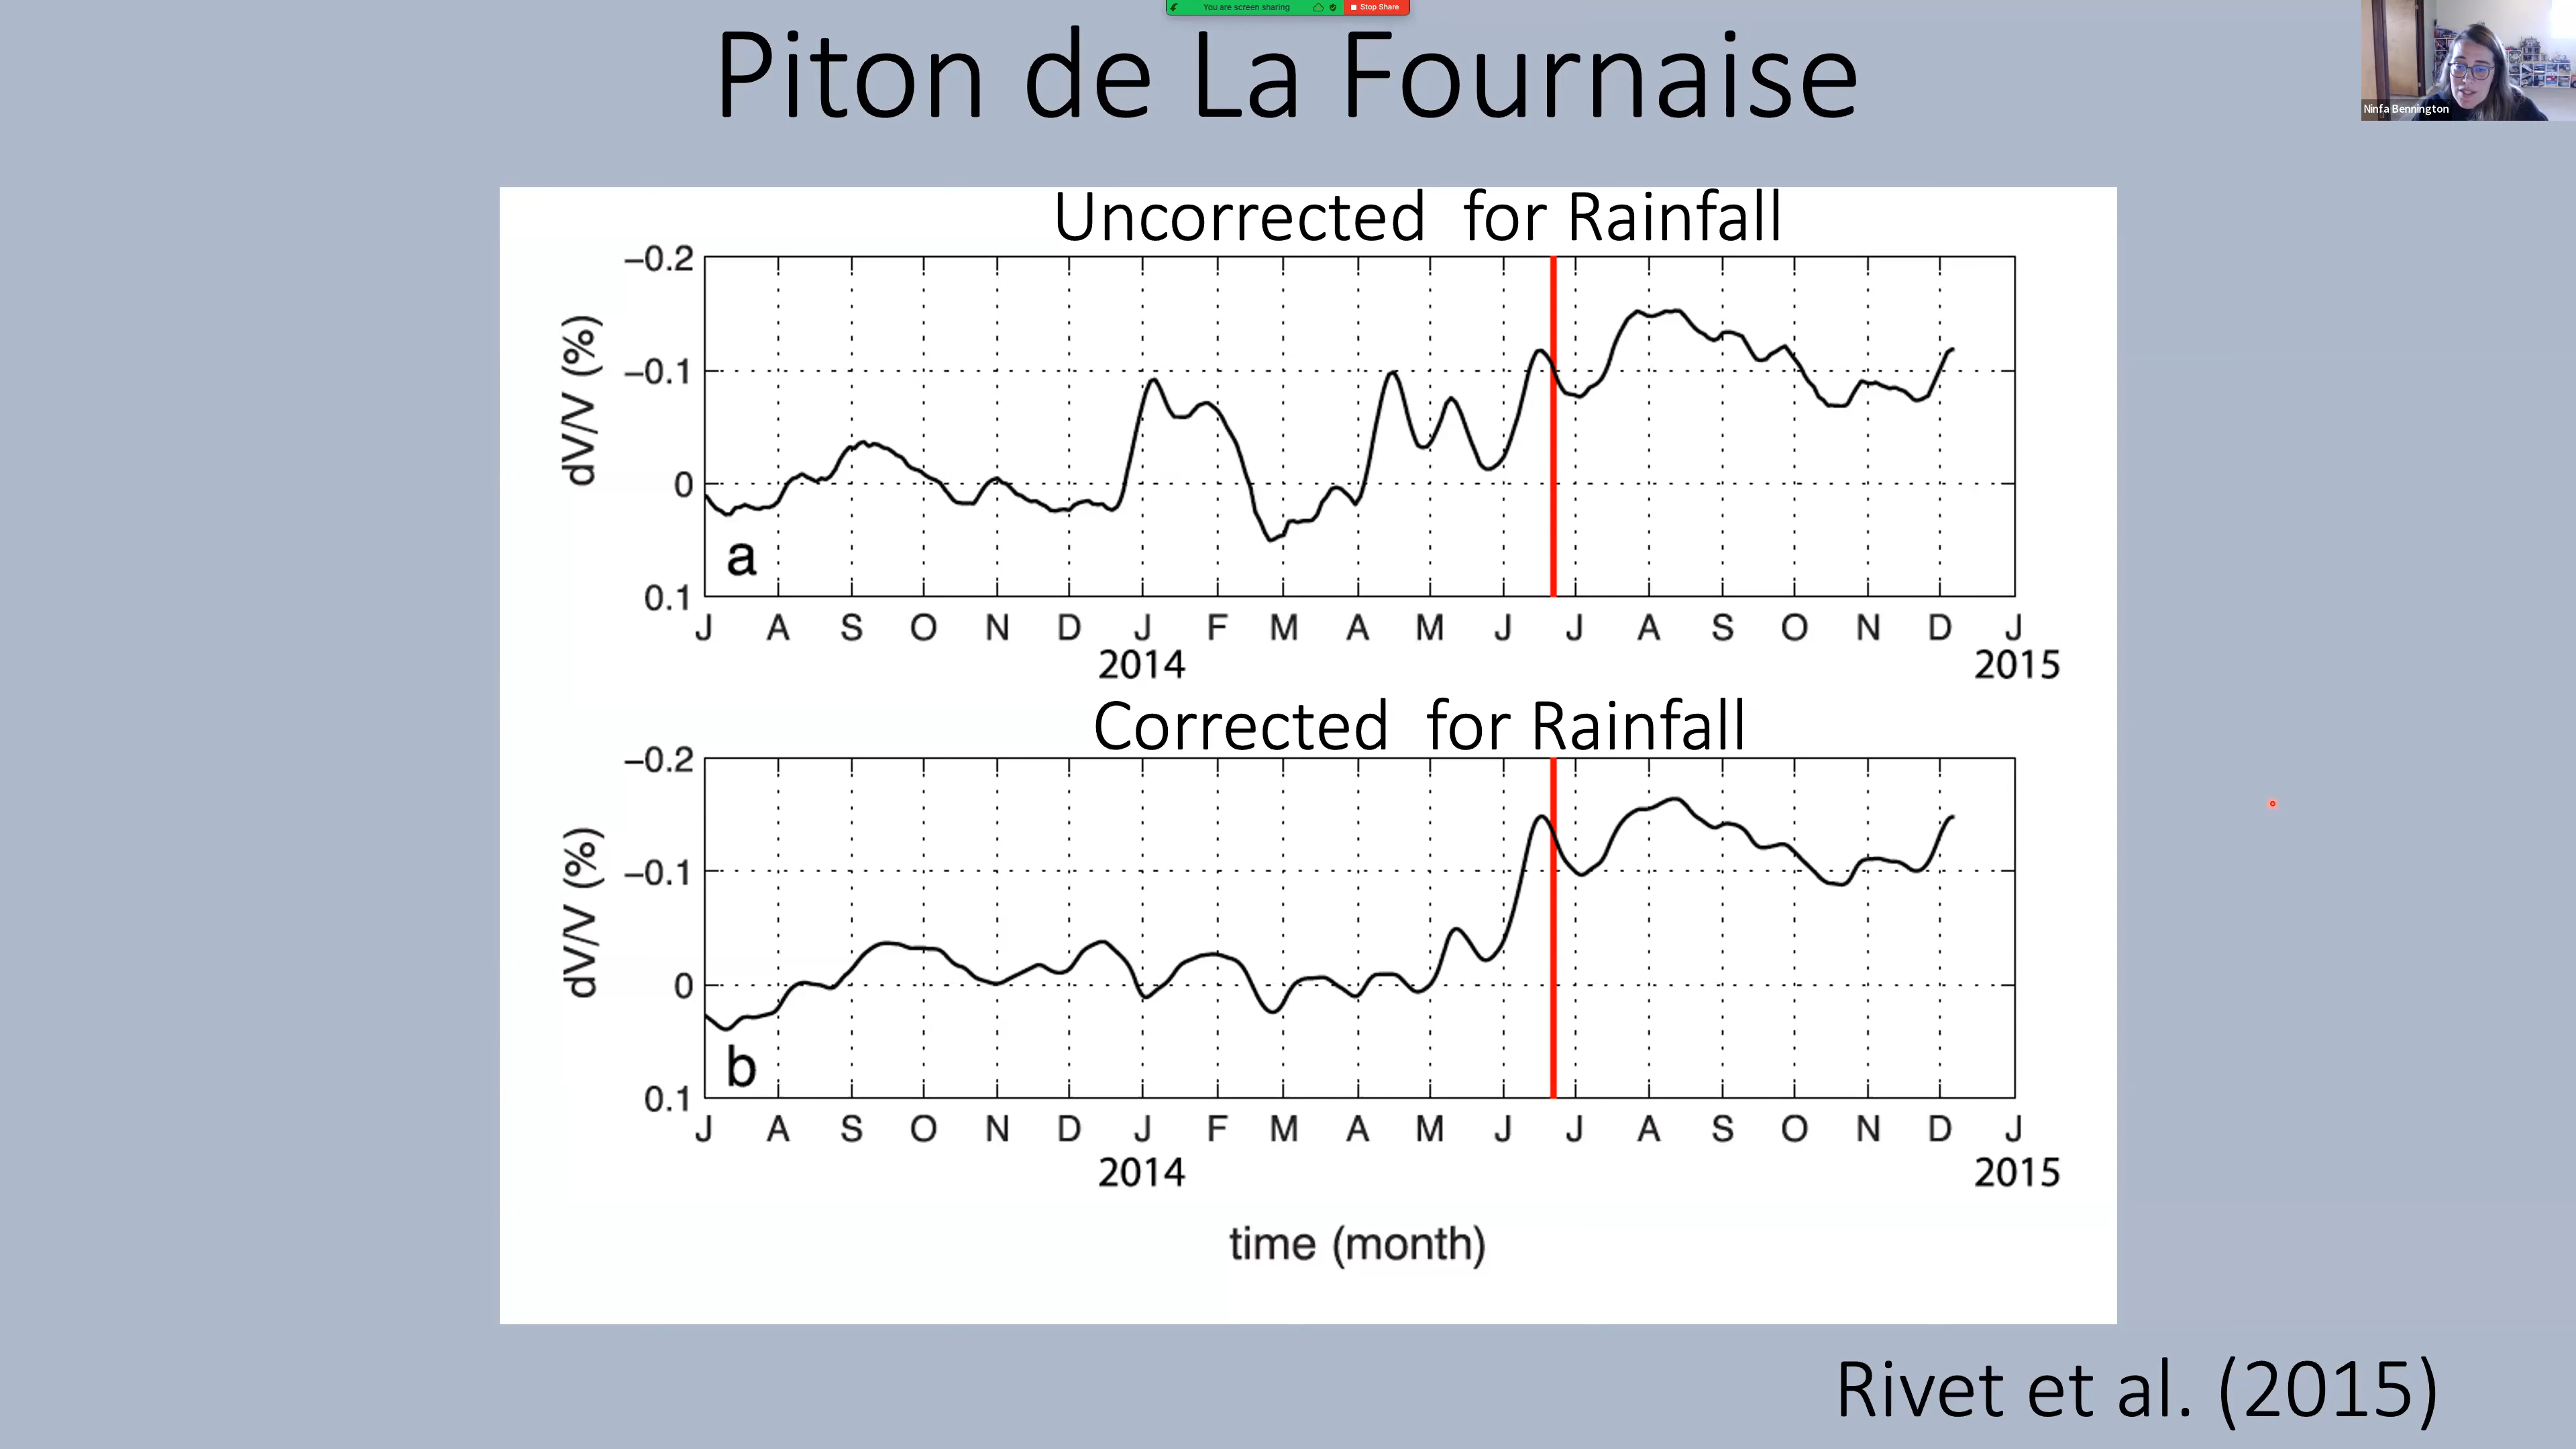 You are screen sharing
Stop Share
Piton de La Fournaise
Ninfa Bennington
Uncorrected for Rainfall
−0.2
−0.1
0
0.1
dV/V (%)
a
J A S O N D J F M A M J J A S O N D J
2014 2015
Corrected for Rainfall
−0.2
−0.1
0
0.1
dV/V (%)
b
J A S O N D J F M A M J J A S O N D J
2014 2015
time (month)
Rivet et al. (2015)